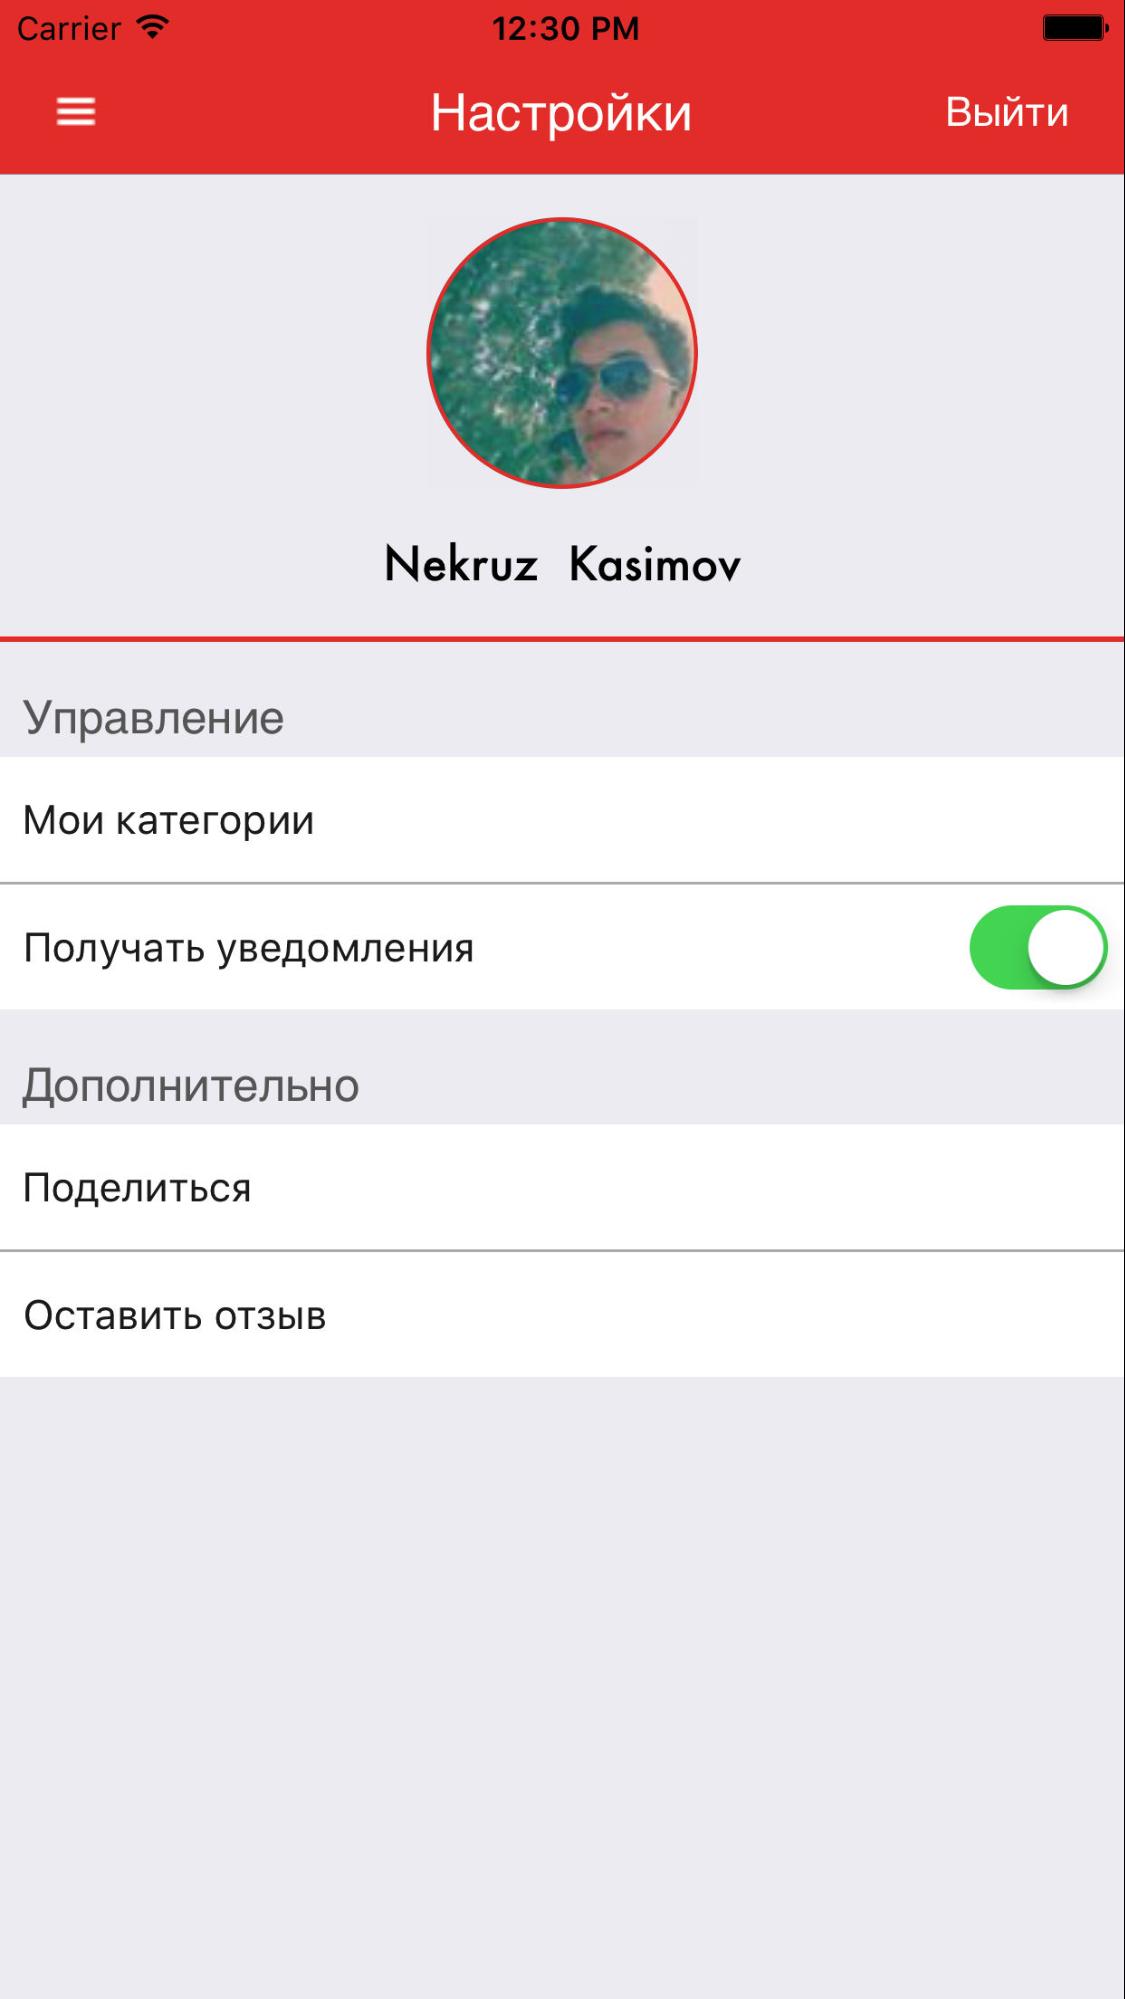 Carrier 12:30 PM
Настройки Выйти
Nekruz Kasimov
Управление
Мои категории
Получать уведомления
Дополнительно
Поделиться
Оставить отзыв